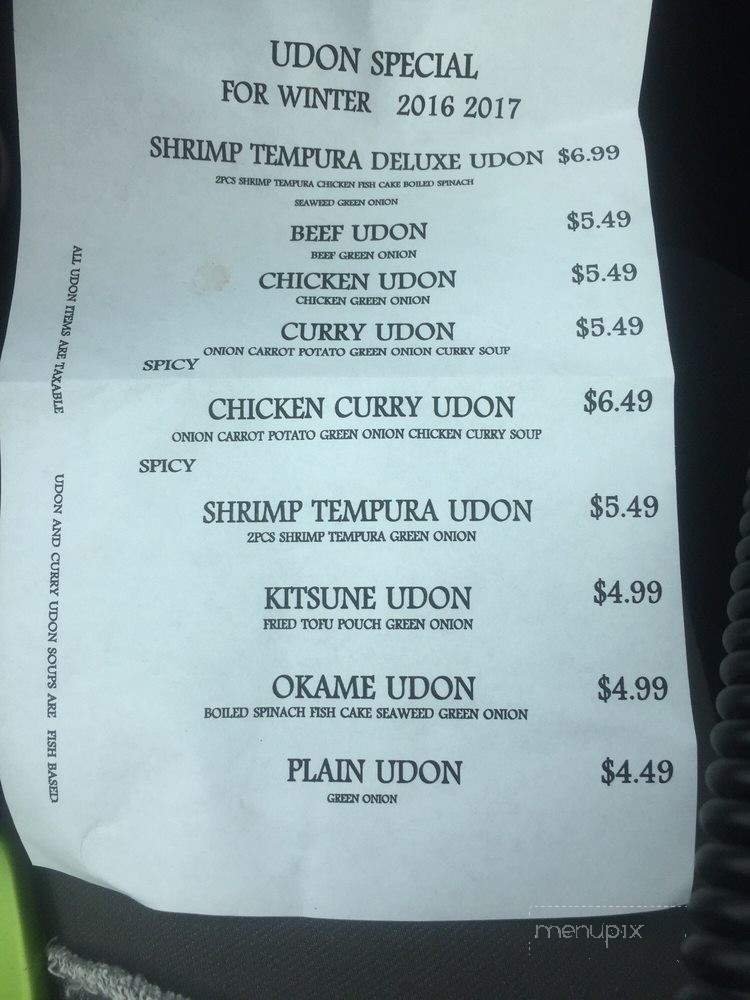 UDON SPECIAL
FOR WINTER 2016 2017
SHRIMP TEMPURA DELUXE UDON $6.99
2PCS SHRIMP TEMPURA CHICKEN FISH CAKE BOILED SPINACH
SEAWEED GREEN ONION
BEEF UDON $5.49
BEEF GREEN ONION
CHICKEN UDON $5.49
CHICKEN GREEN ONION
CURRY UDON $5.49
ONION CARROT POTATO GREEN ONION CURRY SOUP
SPICY
CHICKEN CURRY UDON $6.49
ONION CARROT POTATO GREEN ONION CHICKEN CURRY SOUP
SPICY
SHRIMP TEMPURA UDON $5.49
2PCS SHRIMP TEMPURA GREEN ONION
KITSUNE UDON $4.99
FRIED TOFU POUCH GREEN ONION
OKAME UDON $4.99
BOILED SPINACH FISH CAKE SEAWEED GREEN ONION
PLAIN UDON $4.49
GREEN ONION
ALL UDON ITEMS ARE TAXABLE
UDON AND CURRY UDON SOUPS ARE FISH BASED
menupix